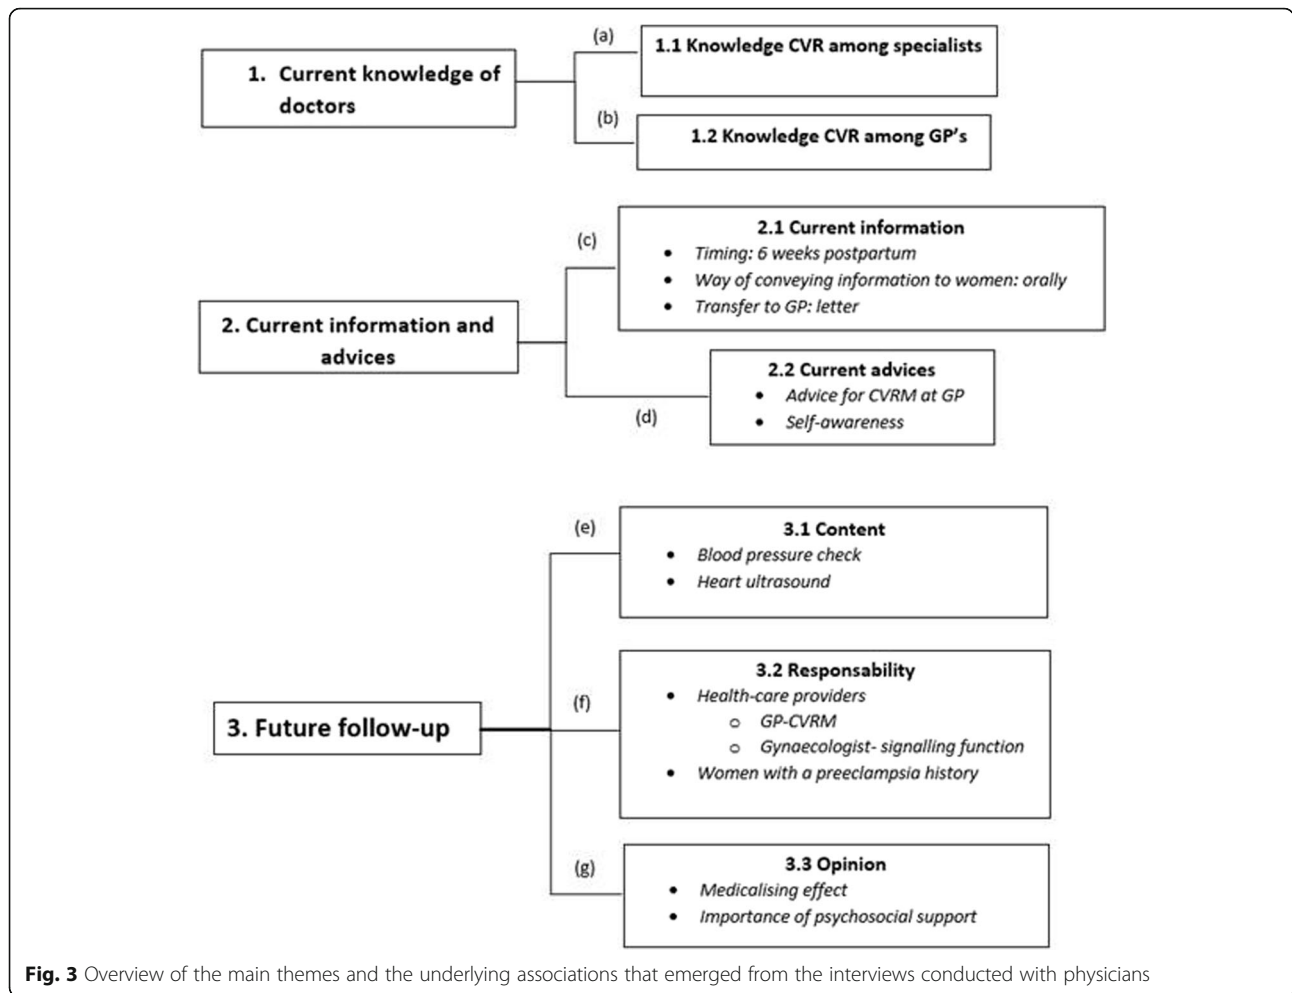 (a)
1.1 Knowledge CVR among specialists
1. Current knowledge of
doctors
(b)
1.2 Knowledge CVR among GP's
2.1 Current information
(c)
• Timing: 6 weeks postpartum
• Way of conveying information to women: orally
• Transfer to GP: letter
2. Current information and
advices
2.2 Current advices
• Advice for CVRM at GP
(d)
• Self-awareness
(e)
3.1 Content
• Blood pressure check
• Heart ultrasound
3.2 Responsability
• Health-care providers
(f)
o GP-CVRM
3. Future follow-up
o Gynaecologist- signalling function
• Women with a preeclampsia history
3.3 Opinion
(g)
• Medicalising effect
• Importance of psychosocial support
Fig. 3 Overview of the main themes and the underlying associations that emerged from the interviews conducted with physicians